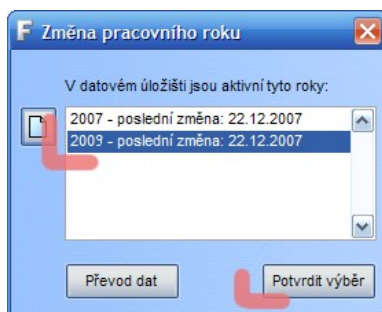 F Změna pracovního roku
V datovém úložišti jsou aktivní tyto roky:
2007 - poslední změna: 22.12.2007
2009 - poslední změna: 22.12.2007
Převod dat
Potvrdit výběr